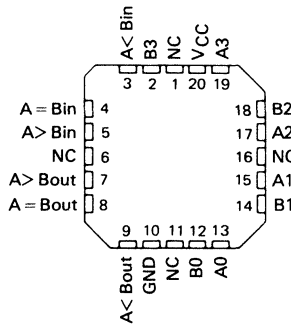 A< Bin
B3
NC
VCC
A3
3 2 1 20 19
A = Bin 4
A> Bin 5
NC 6
A> Bout 7
A = Bout 8
18 B2
17 A2
16 NC
15 A1
14 B1
9 10 11 12 13
A< Bout
GND
NC
B0
A0